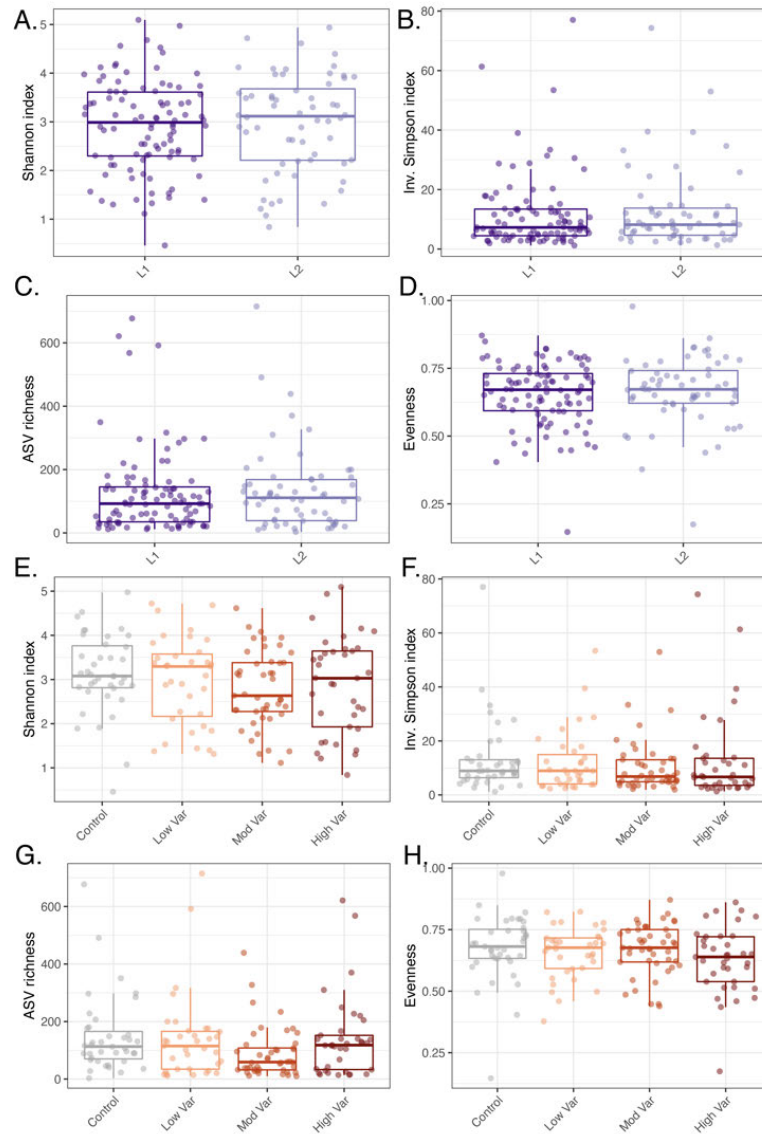 A.
B.
Shannon index
5
4
3
2
1
L1
L2
Inv. Simpson index
80
60
40
20
10
0
L1
L2
C.
D.
ASV richness
600
400
200
0
L1
L2
Evenness
1.00
0.75
0.50
0.25
L1
L2
E.
F.
Shannon index
5
4
3
2
1
Control
Low Var
Mod Var
High Var
Inv. Simpson index
80
60
40
20
10
0
Control
Low Var
Mod Var
High Var
G.
H.
ASV richness
600
400
200
100
0
Control
Low Var
Mod Var
High Var
Evenness
1.00
0.75
0.50
0.25
Control
Low Var
Mod Var
High Var